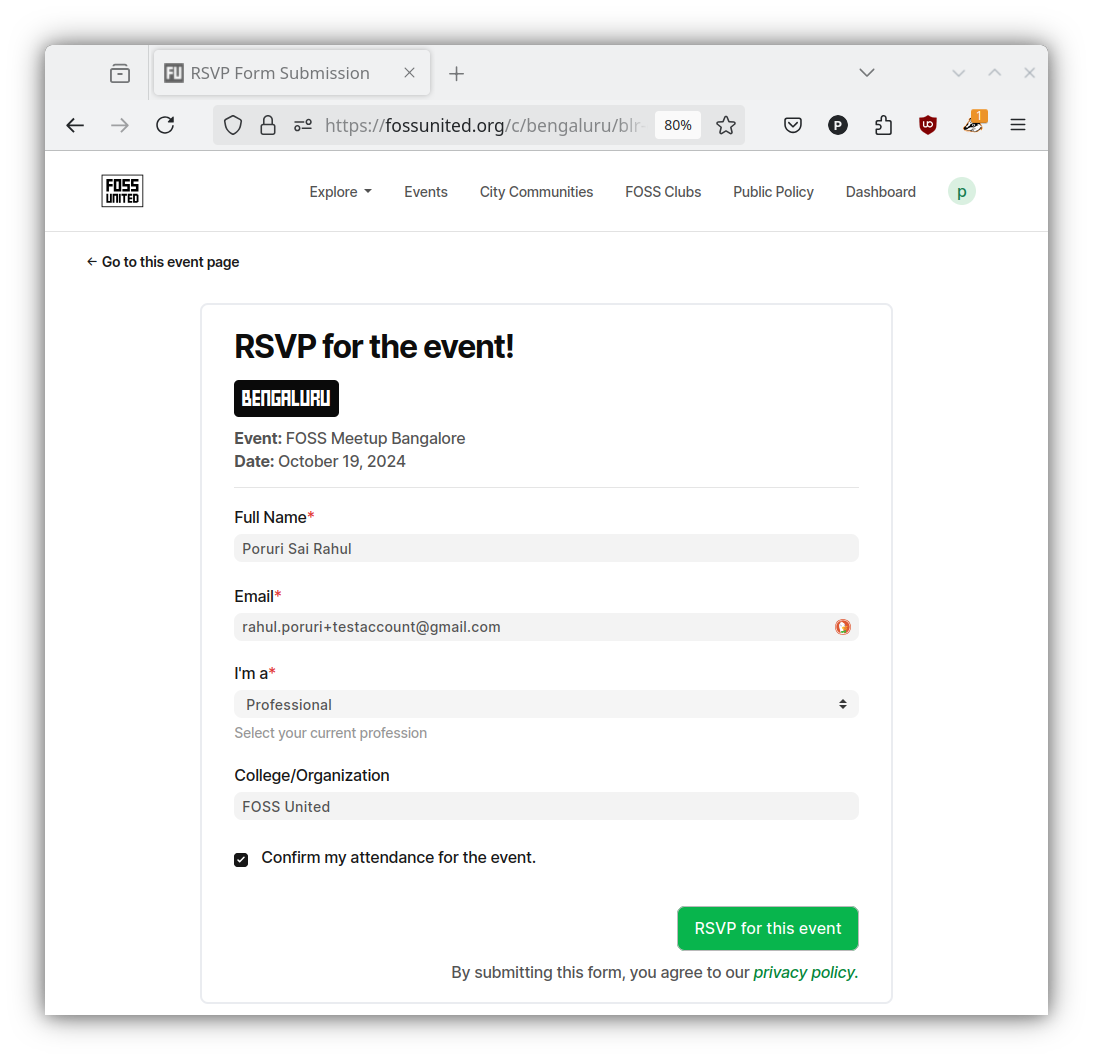 FU RSVP Form Submission
https://fossunited.org/c/bengaluru/blr- 80% P 1
FOSS UNITED
Explore Events City Communities FOSS Clubs Public Policy Dashboard p
← Go to this event page
RSVP for the event!
BENGALURU
Event: FOSS Meetup Bangalore
Date: October 19, 2024
Full Name*
Poruri Sai Rahul
Email*
rahul.poruri+testaccount@gmail.com
I'm a*
Professional
Select your current profession
College/Organization
FOSS United
Confirm my attendance for the event.
RSVP for this event
By submitting this form, you agree to our privacy policy.